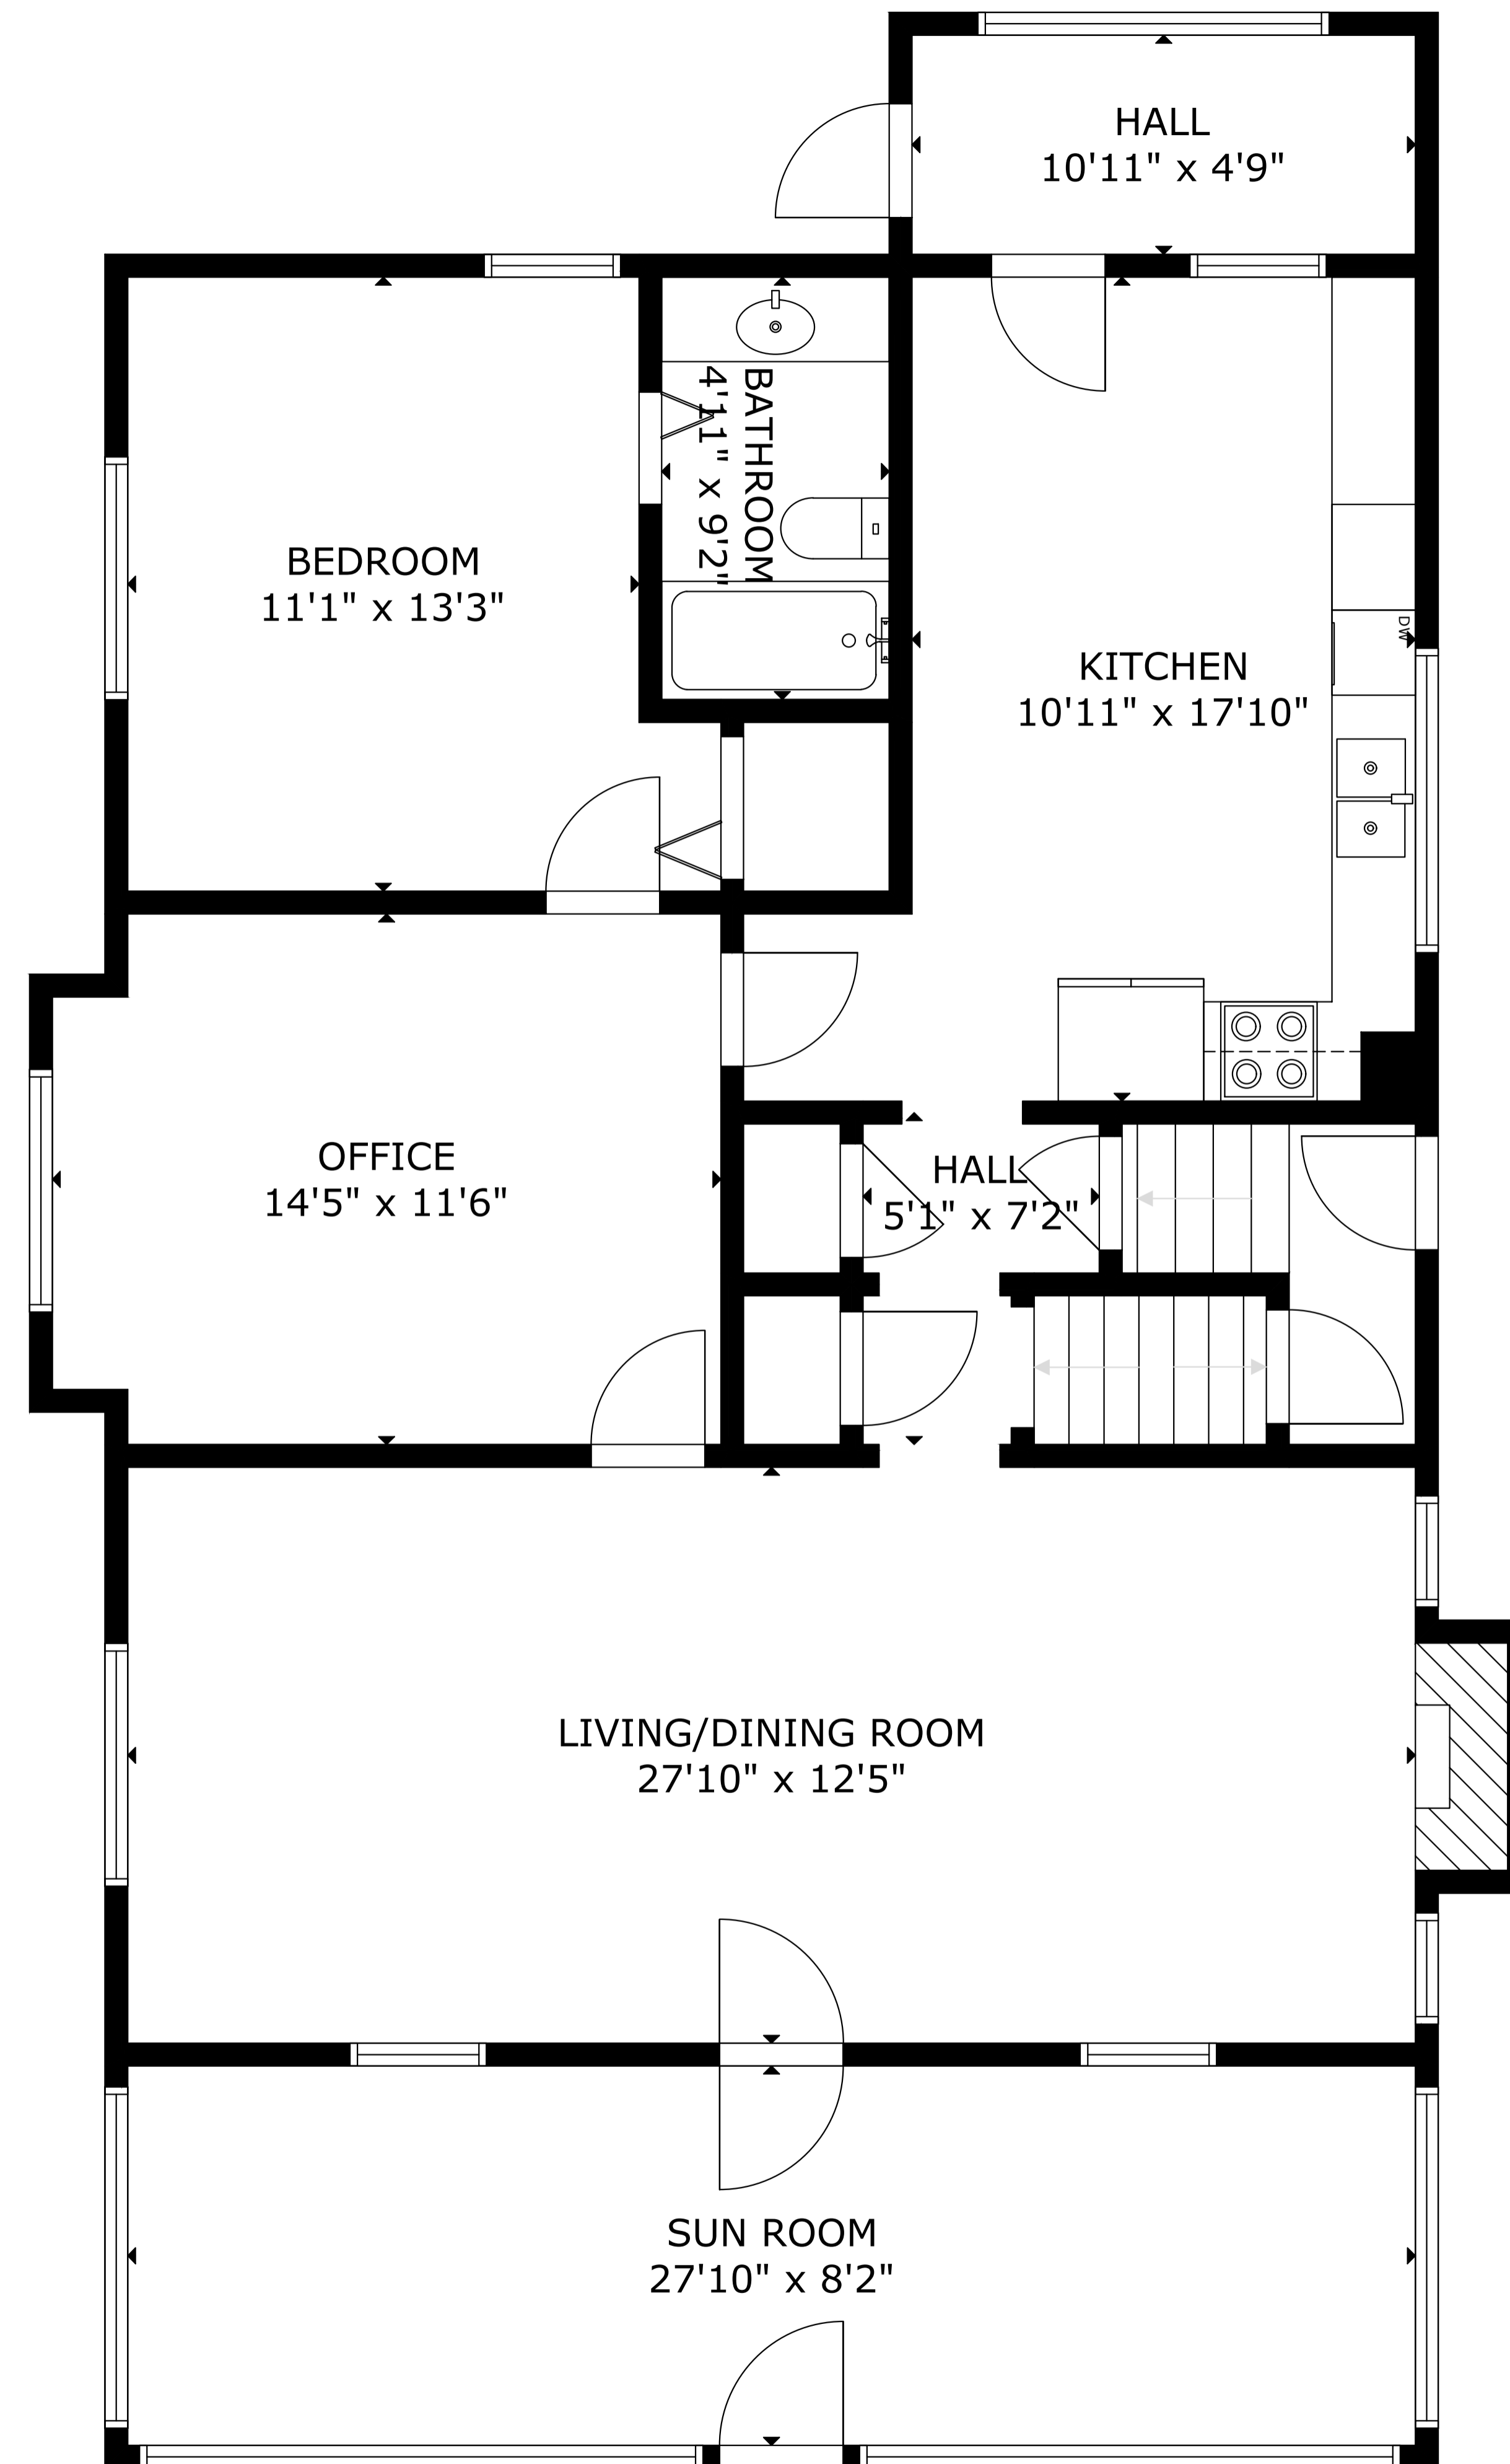 HALL
10'11" x 4'9"
BATHROOM
4'11" x 9'2"
BEDROOM
11'1" x 13'3"
DW
KITCHEN
10'11" x 17'10"
OFFICE
14'5" x 11'6"
HALL
5'1" x 7'2"
LIVING/DINING ROOM
27'10" x 12'5"
SUN ROOM
27'10" x 8'2"